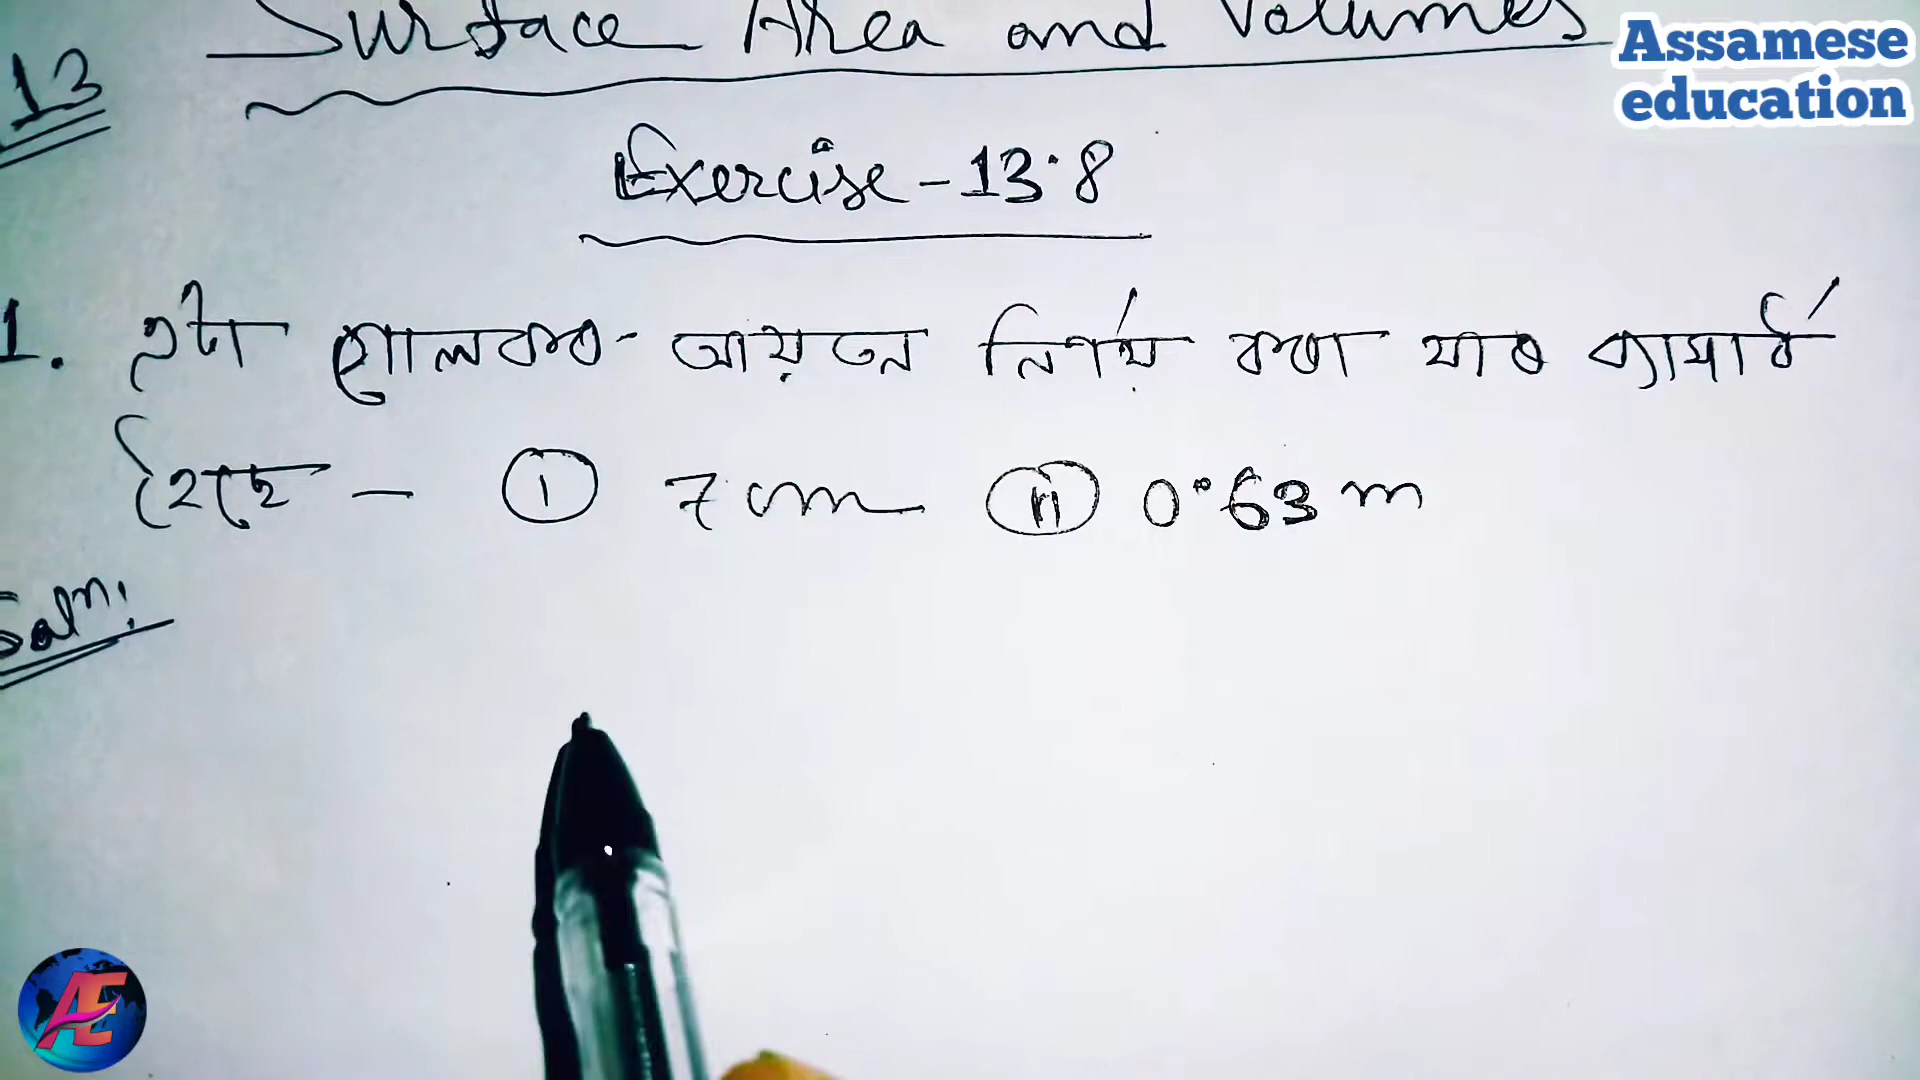 Surface Area and Volumes
Assamese
education
13
Exercise - 13.8
1. এটা গোলকৰ আয়তন নিৰ্ণয় কৰা যাৰ ব্যাসাৰ্ধ
হৈছে - (i) 7 cm (ii) 0.63 m
Solⁿ:
AE